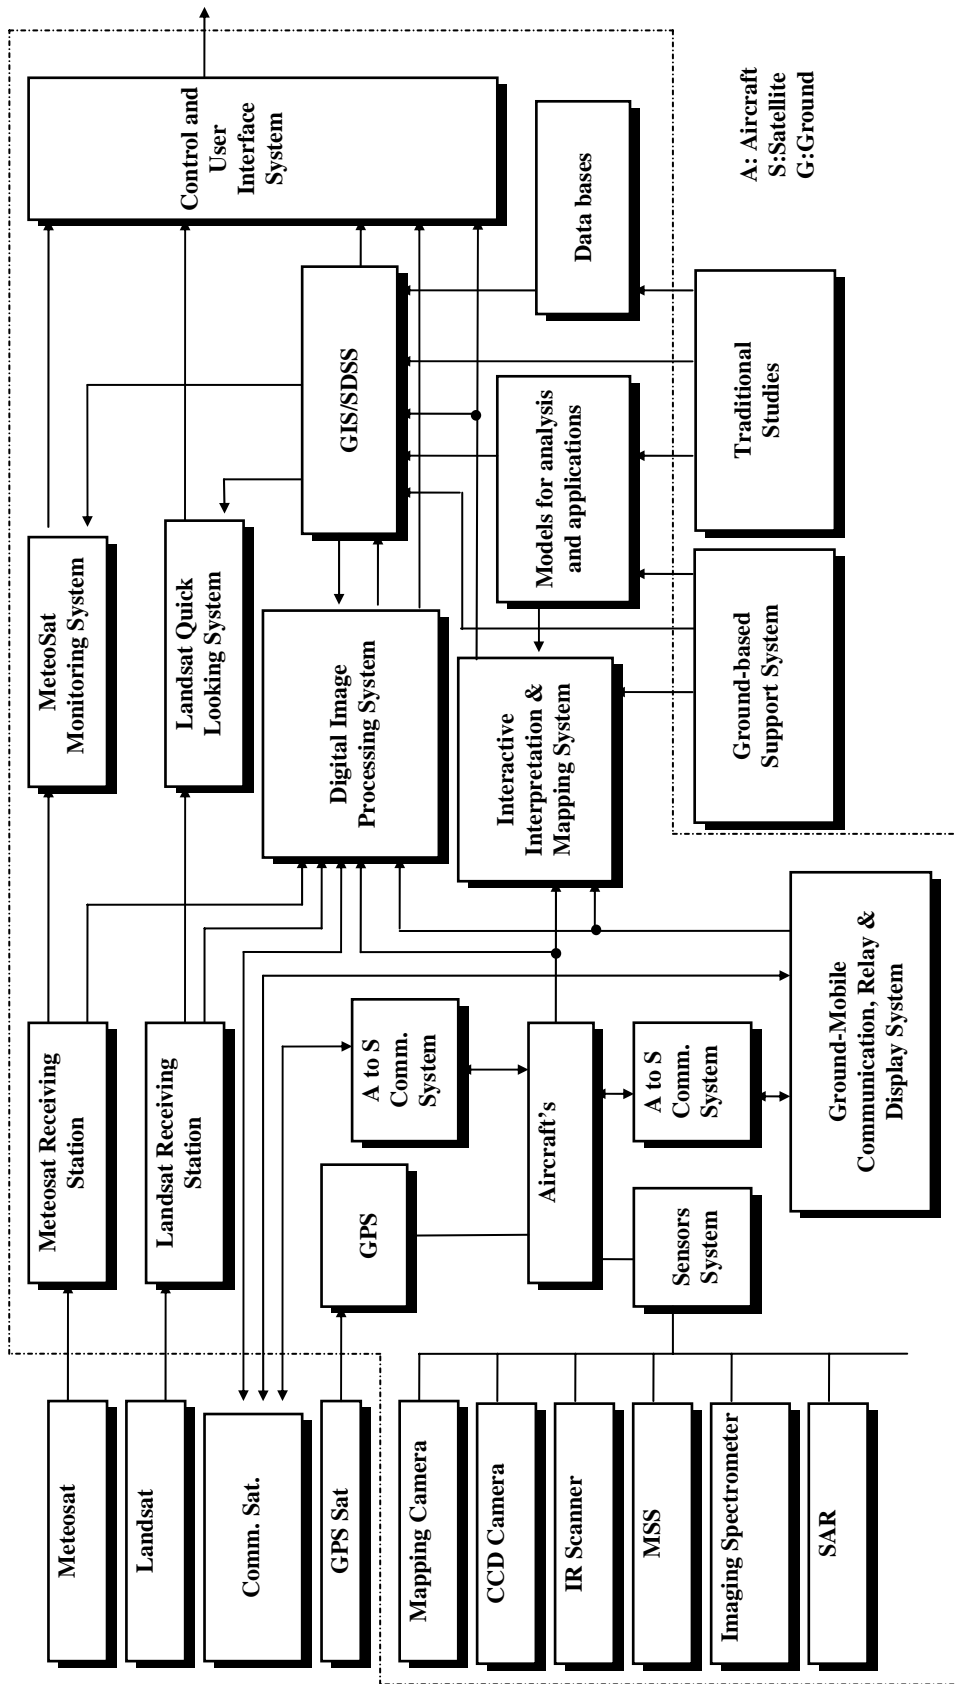 Meteosat
Landsat
Comm. Sat.
GPS Sat
Mapping Camera
CCD Camera
IR Scanner
MSS
Imaging Spectrometer
SAR
Meteosat Receiving
Station
Landsat Receiving
Station
GPS
A to S
Comm.
System
Aircraft's
Sensors
System
A to S
Comm.
System
Ground-Mobile
Communication, Relay &
Display System
MeteoSat
Monitoring System
Landsat Quick
Looking System
Digital Image
Processing System
Interactive
Interpretation &
Mapping System
Ground-based
Support System
GIS/SDSS
Models for analysis
and applications
Traditional
Studies
Data bases
Control and
User
Interface
System
A: Aircraft
S:Satellite
G:Ground